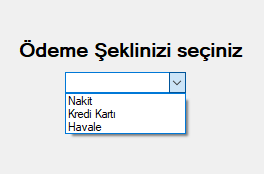 Ödeme Şeklinizi seçiniz
Nakit
Kredi Kartı
Havale